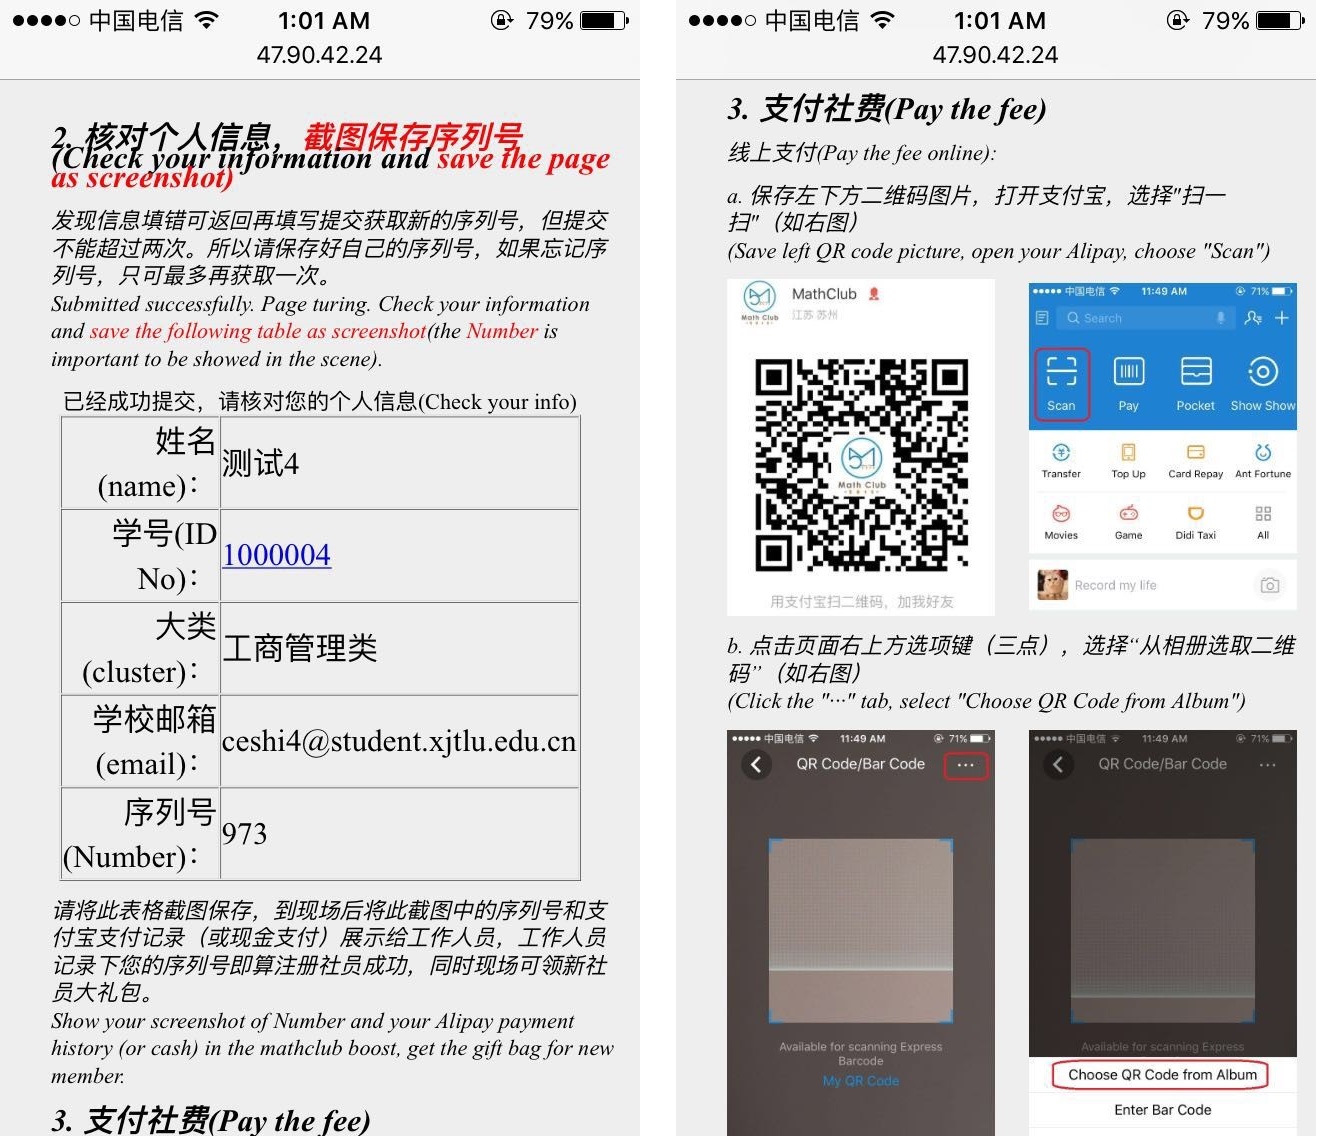 中国电信 1:01 AM 79%
47.90.42.24
2. 核对个人信息，截图保存序列号
(Check your information and save the page
as screenshot)
发现信息填错可返回再填写提交获取新的序列号，但提交
不能超过两次。所以请保存好自己的序列号，如果忘记序
列号，只可最多再获取一次。
Submitted successfully. Page turing. Check your information
and save the following table as screenshot(the Number is
important to be showed in the scene).
已经成功提交，请核对您的个人信息(Check your info)
姓名
(name)：
测试4
学号(ID
No)：
1000004
大类
(cluster)：
工商管理类
学校邮箱
(email)：
ceshi4@student.xjtlu.edu.cn
序列号
(Number)：
973
请将此表格截图保存，到现场后将此截图中的序列号和支
付宝支付记录（或现金支付）展示给工作人员，工作人员
记录下您的序列号即算注册社员成功，同时现场可领新社
员大礼包。
Show your screenshot of Number and your Alipay payment
history (or cash) in the mathclub boost, get the gift bag for new
member.
3. 支付社费(Pay the fee)
中国电信 1:01 AM 79%
47.90.42.24
3. 支付社费(Pay the fee)
线上支付(Pay the fee online):
a. 保存左下方二维码图片，打开支付宝，选择"扫一
扫"（如右图）
(Save left QR code picture, open your Alipay, choose "Scan")
Math Club
MathClub
江苏 苏州
Math Club
用支付宝扫二维码，加我好友
中国电信 11:49 AM 71%
Search
Scan Pay Pocket Show Show
Transfer Top Up Card Repay Ant Fortune
Movies Game Didi Taxi All
Record my life
b. 点击页面右上方选项键（三点），选择“从相册选取二维
码”（如右图）
(Click the "···" tab, select "Choose QR Code from Album")
中国电信 11:49 AM 71%
QR Code/Bar Code ···
Available for scanning Express
Barcode
My QR Code
中国电信 11:49 AM 71%
QR Code/Bar Code ···
Available for scanning Express
Choose QR Code from Album
Enter Bar Code